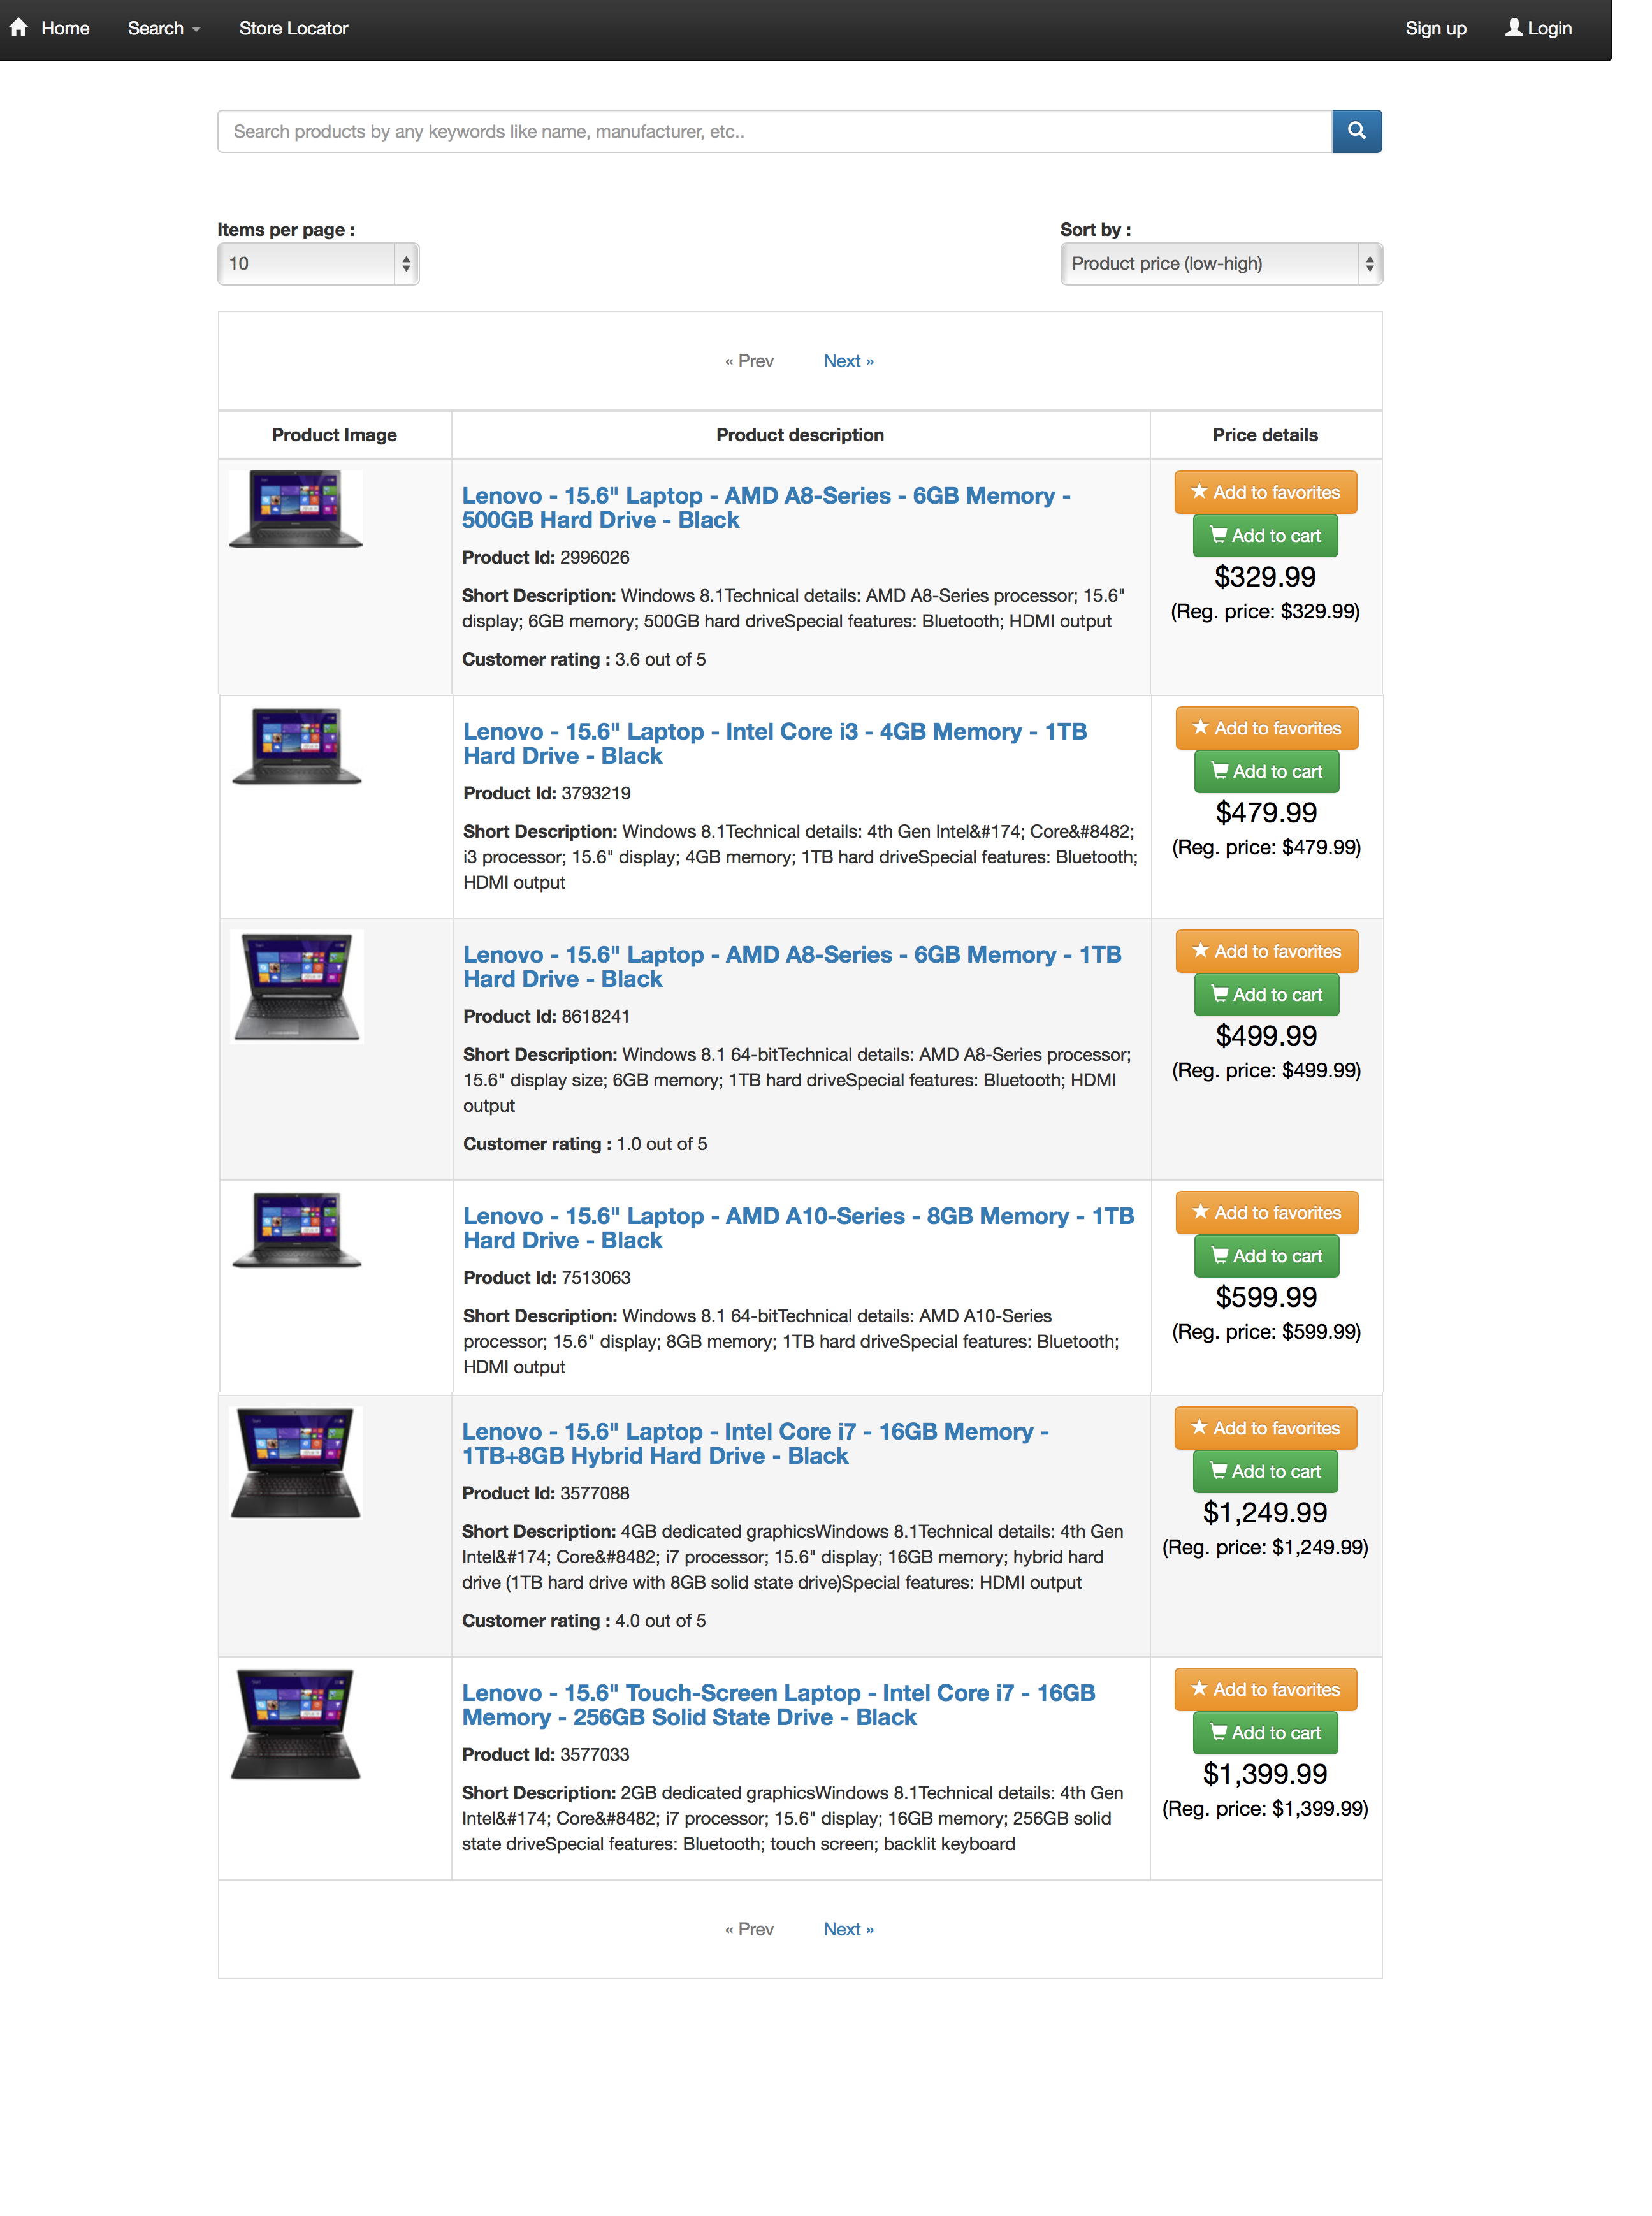 Home Search Store Locator Sign up Login
Search products by any keywords like name, manufacturer, etc..
Items per page : Sort by :
10 Product price (low-high)
« Prev Next »
Product Image Product description Price details
Lenovo - 15.6" Laptop - AMD A8-Series - 6GB Memory -
500GB Hard Drive - Black
Product Id: 2996026
Short Description: Windows 8.1Technical details: AMD A8-Series processor; 15.6"
display; 6GB memory; 500GB hard driveSpecial features: Bluetooth; HDMI output
Customer rating : 3.6 out of 5
Add to favorites
Add to cart
$329.99
(Reg. price: $329.99)
Lenovo - 15.6" Laptop - Intel Core i3 - 4GB Memory - 1TB
Hard Drive - Black
Product Id: 3793219
Short Description: Windows 8.1Technical details: 4th Gen Intel&#174; Core&#8482;
i3 processor; 15.6" display; 4GB memory; 1TB hard driveSpecial features: Bluetooth;
HDMI output
Add to favorites
Add to cart
$479.99
(Reg. price: $479.99)
Lenovo - 15.6" Laptop - AMD A8-Series - 6GB Memory - 1TB
Hard Drive - Black
Product Id: 8618241
Short Description: Windows 8.1 64-bitTechnical details: AMD A8-Series processor;
15.6" display size; 6GB memory; 1TB hard driveSpecial features: Bluetooth; HDMI
output
Customer rating : 1.0 out of 5
Add to favorites
Add to cart
$499.99
(Reg. price: $499.99)
Lenovo - 15.6" Laptop - AMD A10-Series - 8GB Memory - 1TB
Hard Drive - Black
Product Id: 7513063
Short Description: Windows 8.1 64-bitTechnical details: AMD A10-Series
processor; 15.6" display; 8GB memory; 1TB hard driveSpecial features: Bluetooth;
HDMI output
Add to favorites
Add to cart
$599.99
(Reg. price: $599.99)
Lenovo - 15.6" Laptop - Intel Core i7 - 16GB Memory -
1TB+8GB Hybrid Hard Drive - Black
Product Id: 3577088
Short Description: 4GB dedicated graphicsWindows 8.1Technical details: 4th Gen
Intel&#174; Core&#8482; i7 processor; 15.6" display; 16GB memory; hybrid hard
drive (1TB hard drive with 8GB solid state drive)Special features: HDMI output
Customer rating : 4.0 out of 5
Add to favorites
Add to cart
$1,249.99
(Reg. price: $1,249.99)
Lenovo - 15.6" Touch-Screen Laptop - Intel Core i7 - 16GB
Memory - 256GB Solid State Drive - Black
Product Id: 3577033
Short Description: 2GB dedicated graphicsWindows 8.1Technical details: 4th Gen
Intel&#174; Core&#8482; i7 processor; 15.6" display; 16GB memory; 256GB solid
state driveSpecial features: Bluetooth; touch screen; backlit keyboard
Add to favorites
Add to cart
$1,399.99
(Reg. price: $1,399.99)
« Prev Next »